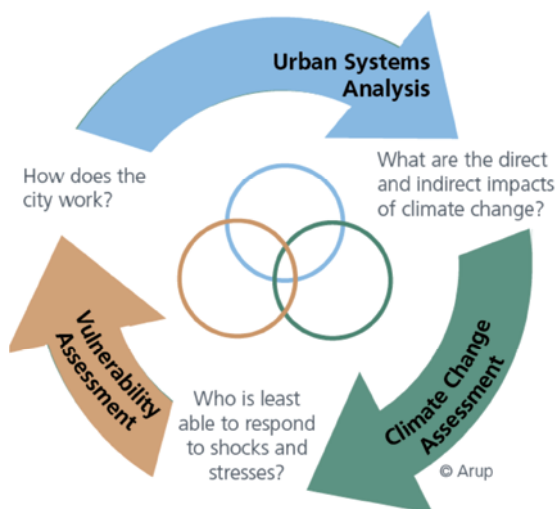 Urban Systems
Analysis
How does the
city work?
What are the direct
and indirect impacts
of climate change?
Vulnerability
Assessment
Who is least
able to respond
to shocks and
stresses?
Climate Change
Assessment
© Arup